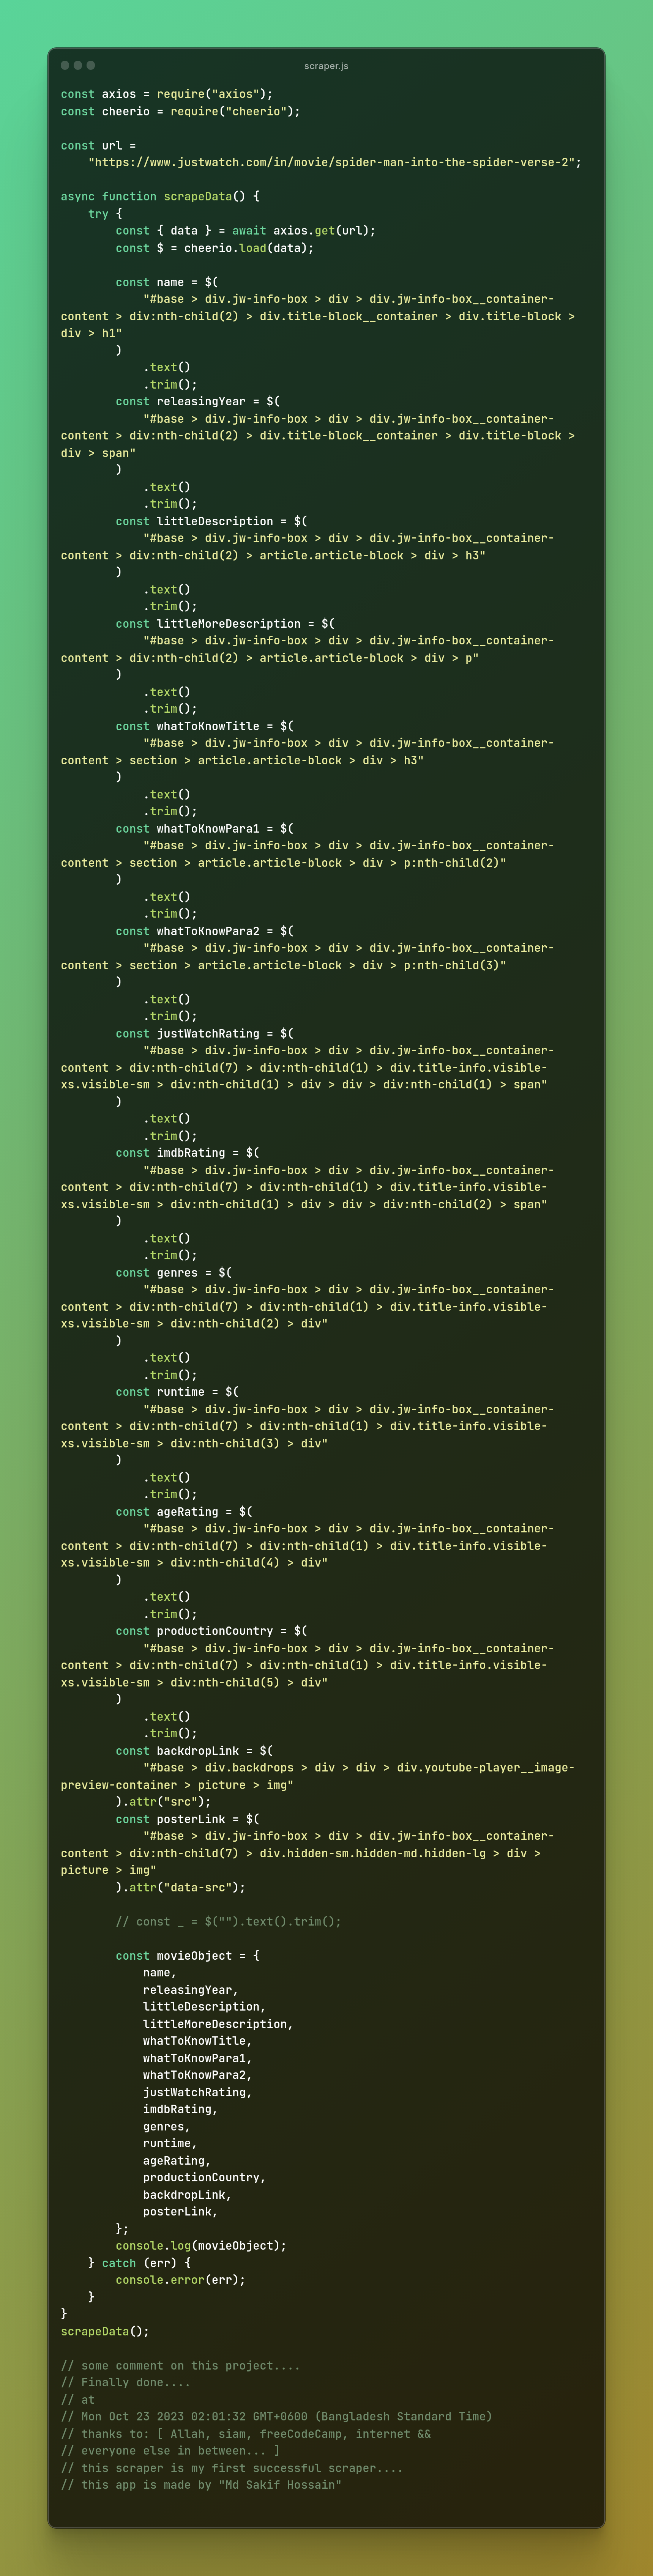 scraper.js
const axios = require("axios");
const cheerio = require("cheerio");

const url =
    "https://www.justwatch.com/in/movie/spider-man-into-the-spider-verse-2";

async function scrapeData() {
    try {
        const { data } = await axios.get(url);
        const $ = cheerio.load(data);

        const name = $(
            "#base > div.jw-info-box > div > div.jw-info-box__container-
content > div:nth-child(2) > div.title-block__container > div.title-block >
div > h1"
        )
            .text()
            .trim();
        const releasingYear = $(
            "#base > div.jw-info-box > div > div.jw-info-box__container-
content > div:nth-child(2) > div.title-block__container > div.title-block >
div > span"
        )
            .text()
            .trim();
        const littleDescription = $(
            "#base > div.jw-info-box > div > div.jw-info-box__container-
content > div:nth-child(2) > article.article-block > div > h3"
        )
            .text()
            .trim();
        const littleMoreDescription = $(
            "#base > div.jw-info-box > div > div.jw-info-box__container-
content > div:nth-child(2) > article.article-block > div > p"
        )
            .text()
            .trim();
        const whatToKnowTitle = $(
            "#base > div.jw-info-box > div > div.jw-info-box__container-
content > section > article.article-block > div > h3"
        )
            .text()
            .trim();
        const whatToKnowPara1 = $(
            "#base > div.jw-info-box > div > div.jw-info-box__container-
content > section > article.article-block > div > p:nth-child(2)"
        )
            .text()
            .trim();
        const whatToKnowPara2 = $(
            "#base > div.jw-info-box > div > div.jw-info-box__container-
content > section > article.article-block > div > p:nth-child(3)"
        )
            .text()
            .trim();
        const justWatchRating = $(
            "#base > div.jw-info-box > div > div.jw-info-box__container-
content > div:nth-child(7) > div:nth-child(1) > div.title-info.visible-
xs.visible-sm > div:nth-child(1) > div > div > div:nth-child(1) > span"
        )
            .text()
            .trim();
        const imdbRating = $(
            "#base > div.jw-info-box > div > div.jw-info-box__container-
content > div:nth-child(7) > div:nth-child(1) > div.title-info.visible-
xs.visible-sm > div:nth-child(1) > div > div > div:nth-child(2) > span"
        )
            .text()
            .trim();
        const genres = $(
            "#base > div.jw-info-box > div > div.jw-info-box__container-
content > div:nth-child(7) > div:nth-child(1) > div.title-info.visible-
xs.visible-sm > div:nth-child(2) > div"
        )
            .text()
            .trim();
        const runtime = $(
            "#base > div.jw-info-box > div > div.jw-info-box__container-
content > div:nth-child(7) > div:nth-child(1) > div.title-info.visible-
xs.visible-sm > div:nth-child(3) > div"
        )
            .text()
            .trim();
        const ageRating = $(
            "#base > div.jw-info-box > div > div.jw-info-box__container-
content > div:nth-child(7) > div:nth-child(1) > div.title-info.visible-
xs.visible-sm > div:nth-child(4) > div"
        )
            .text()
            .trim();
        const productionCountry = $(
            "#base > div.jw-info-box > div > div.jw-info-box__container-
content > div:nth-child(7) > div:nth-child(1) > div.title-info.visible-
xs.visible-sm > div:nth-child(5) > div"
        )
            .text()
            .trim();
        const backdropLink = $(
            "#base > div.backdrops > div > div > div.youtube-player__image-
preview-container > picture > img"
        ).attr("src");
        const posterLink = $(
            "#base > div.jw-info-box > div > div.jw-info-box__container-
content > div:nth-child(7) > div.hidden-sm.hidden-md.hidden-lg > div >
picture > img"
        ).attr("data-src");

        // const _ = $("").text().trim();

        const movieObject = {
            name,
            releasingYear,
            littleDescription,
            littleMoreDescription,
            whatToKnowTitle,
            whatToKnowPara1,
            whatToKnowPara2,
            justWatchRating,
            imdbRating,
            genres,
            runtime,
            ageRating,
            productionCountry,
            backdropLink,
            posterLink,
        };
        console.log(movieObject);
    } catch (err) {
        console.error(err);
    }
}
scrapeData();

// some comment on this project....
// Finally done....
// at
// Mon Oct 23 2023 02:01:32 GMT+0600 (Bangladesh Standard Time)
// thanks to: [ Allah, siam, freeCodeCamp, internet &&
// everyone else in between... ]
// this scraper is my first successful scraper....
// this app is made by "Md Sakif Hossain"